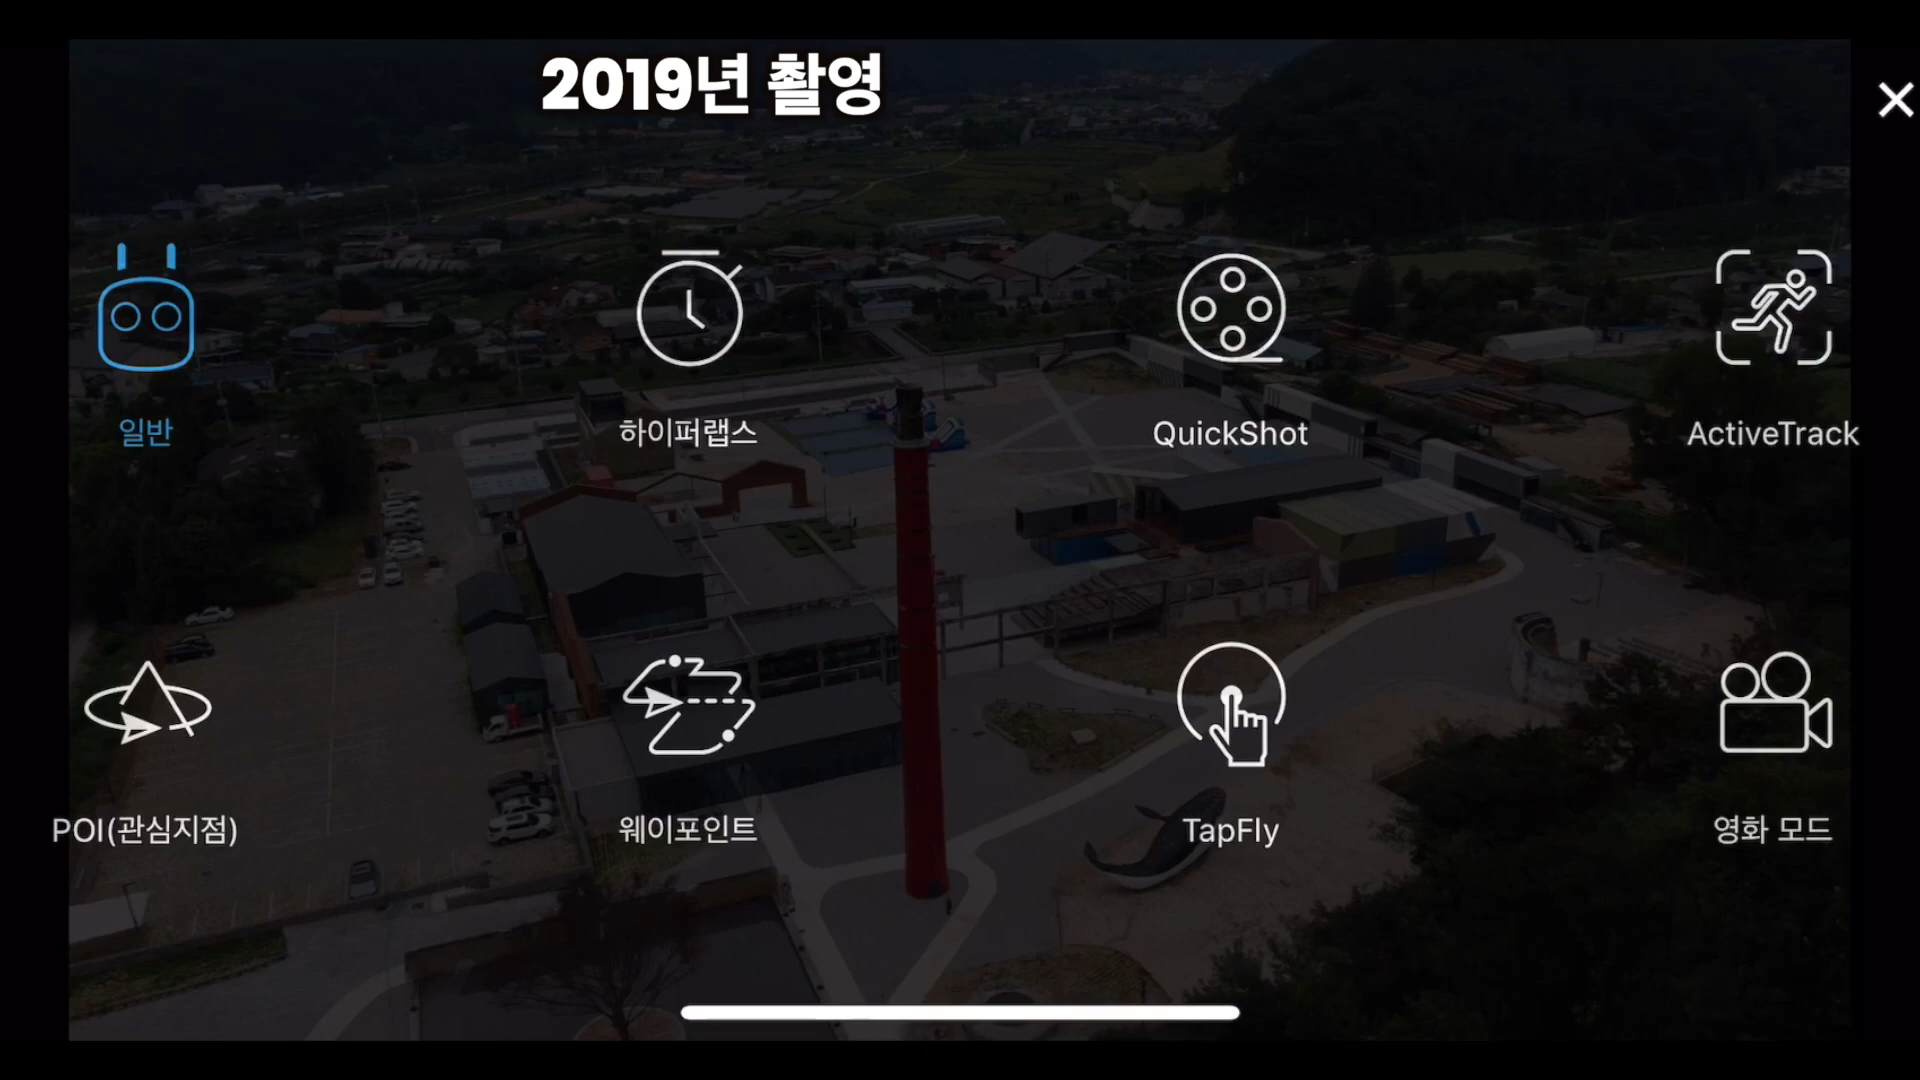 2019년 촬영
일반
하이퍼랩스
QuickShot
ActiveTrack
POI(관심지점)
웨이포인트
TapFly
영화 모드